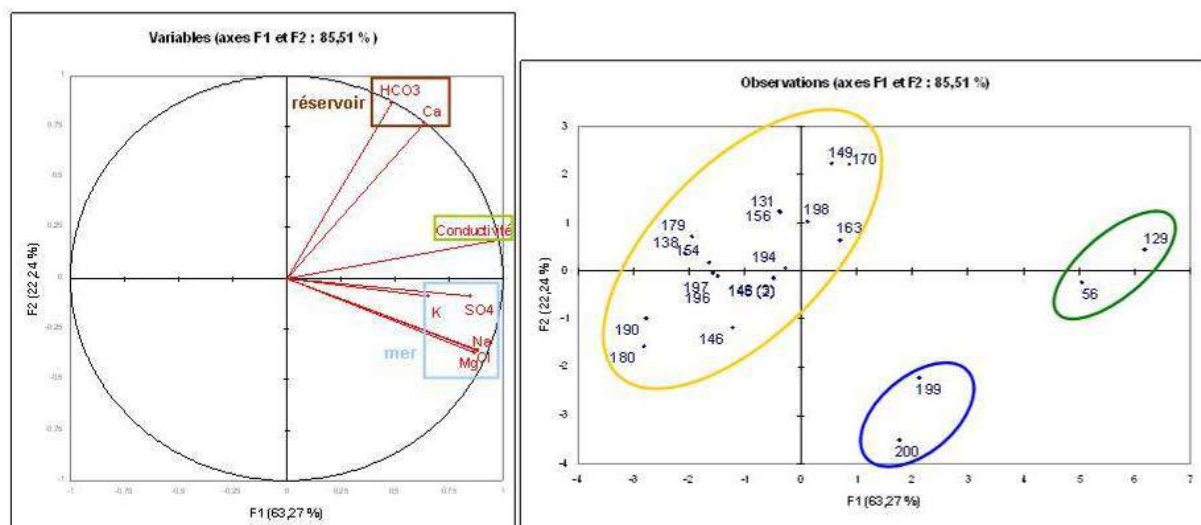 Variables (axes F1 et F2 : 85,51 %)
F2 (22,24 %)
1
0,75
0,5
0,25
0
-0,25
-0,5
-0,75
-1
réservoir
HCO3
Ca
Conductivité
K
SO4
Na
Cl
Mg
mer
-1 -0,75 -0,5 -0,25 0 0,25 0,5 0,75 1
F1 (63,27 %)
Observations (axes F1 et F2 : 85,51 %)
F2 (22,24 %)
3
2
1
0
-1
-2
-3
-4
149 170
131
156
198
179
163
138 154
194
129
197
196
56
190
146
180
199
200
-4 -3 -2 -1 0 1 2 3 4 5 6 7
F1 (63,27 %)